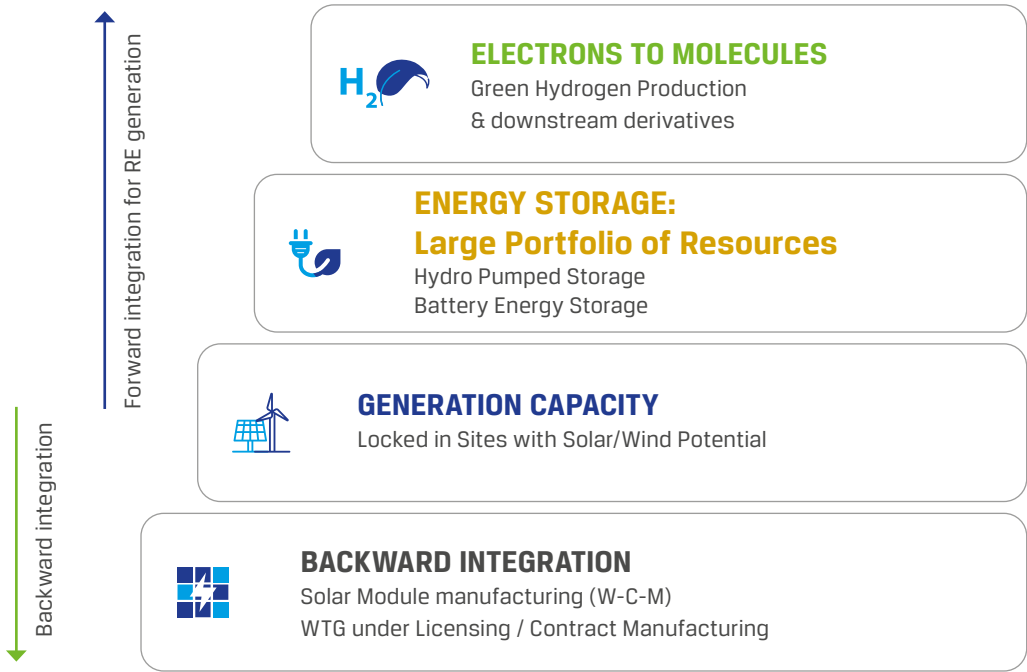 Forward integration for RE generation
Backward integration
H2
ELECTRONS TO MOLECULES
Green Hydrogen Production
& downstream derivatives
ENERGY STORAGE:
Large Portfolio of Resources
Hydro Pumped Storage
Battery Energy Storage
GENERATION CAPACITY
Locked in Sites with Solar/Wind Potential
BACKWARD INTEGRATION
Solar Module manufacturing (W-C-M)
WTG under Licensing / Contract Manufacturing